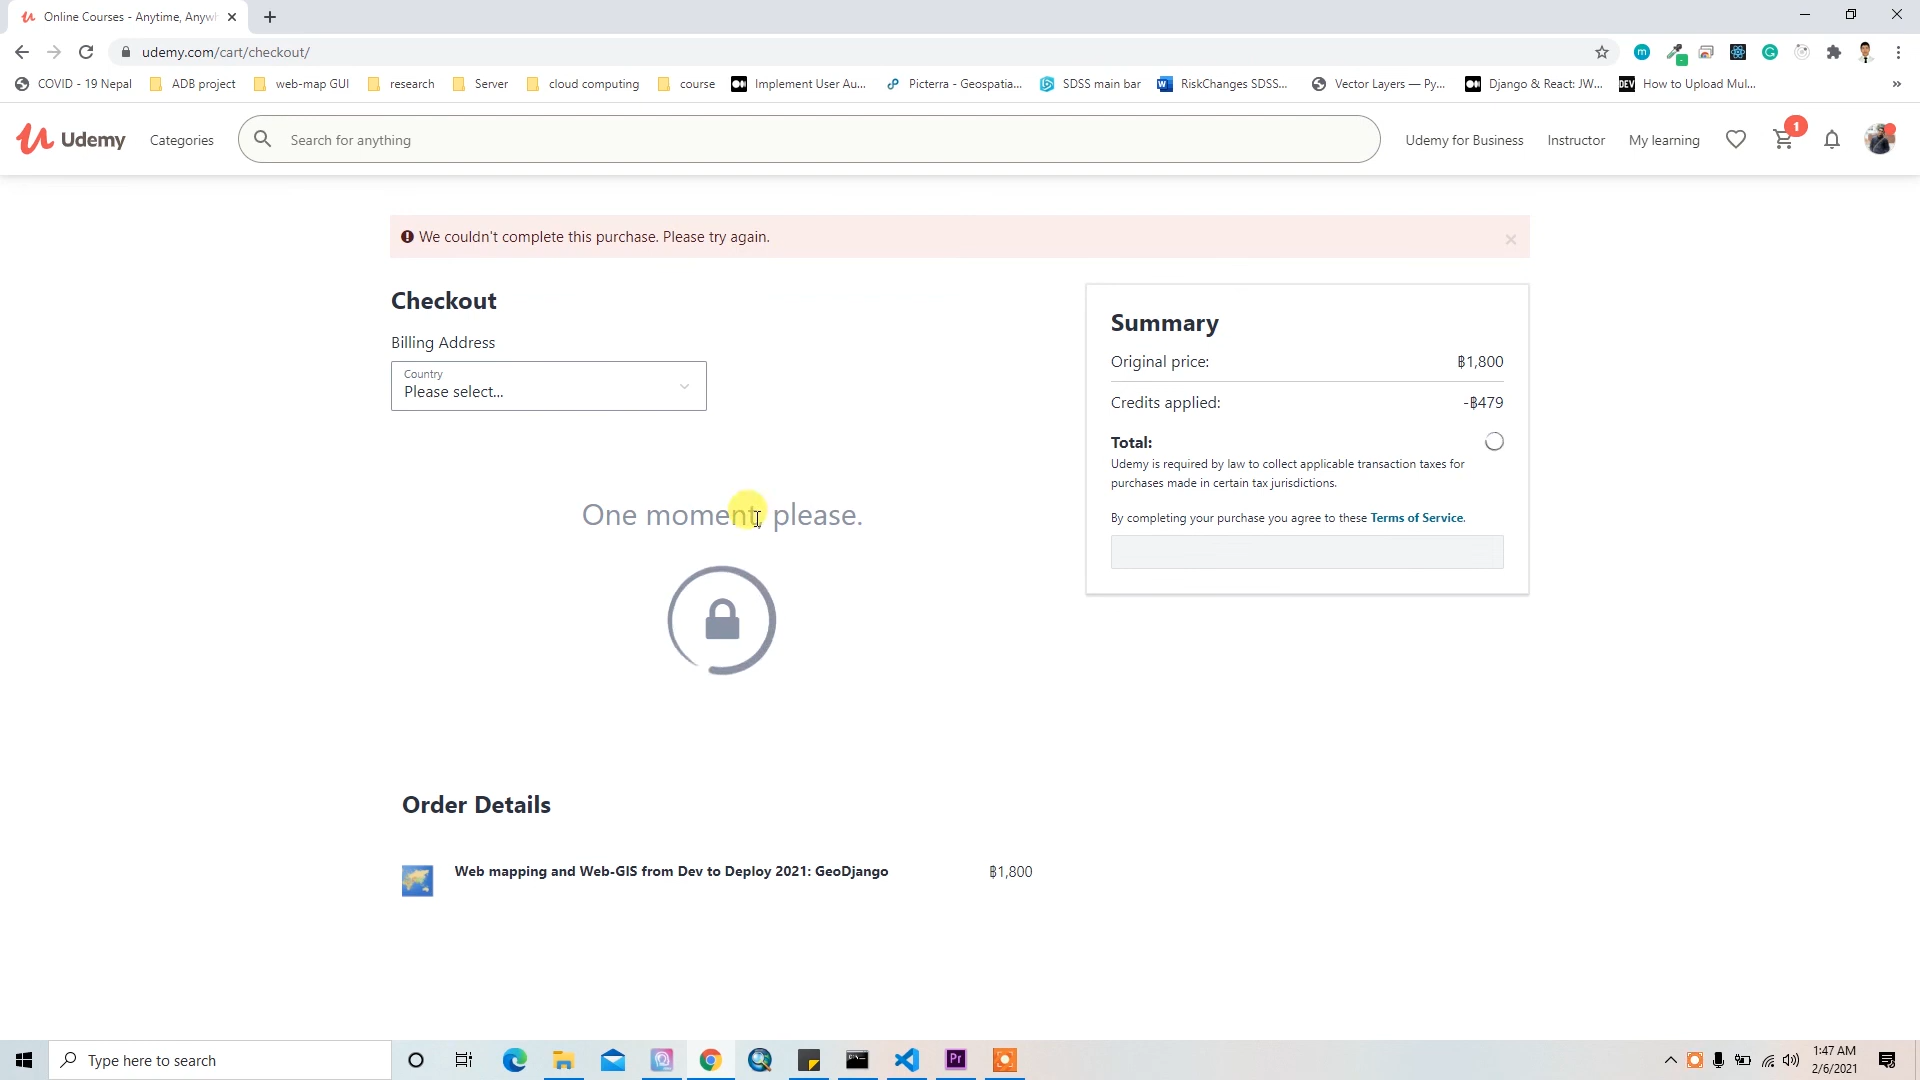 Online Courses - Anytime, Anywh
udemy.com/cart/checkout/
COVID - 19 Nepal
ADB project
web-map GUI
research
Server
cloud computing
course
Implement User Au...
Picterra - Geospatia...
SDSS main bar
RiskChanges SDSS...
Vector Layers — Py...
Django & React: JW...
DEV
How to Upload Mul...
»
Udemy
Categories
Search for anything
Udemy for Business
Instructor
My learning
1
We couldn't complete this purchase. Please try again.
Checkout
Billing Address
Country
Please select...
One moment, please.
Summary
Original price: ฿1,800
Credits applied: -฿479
Total:
Udemy is required by law to collect applicable transaction taxes for
purchases made in certain tax jurisdictions.
By completing your purchase you agree to these Terms of Service.
Order Details
Web mapping and Web-GIS from Dev to Deploy 2021: GeoDjango ฿1,800
Type here to search
Pr
1:47 AM
2/6/2021